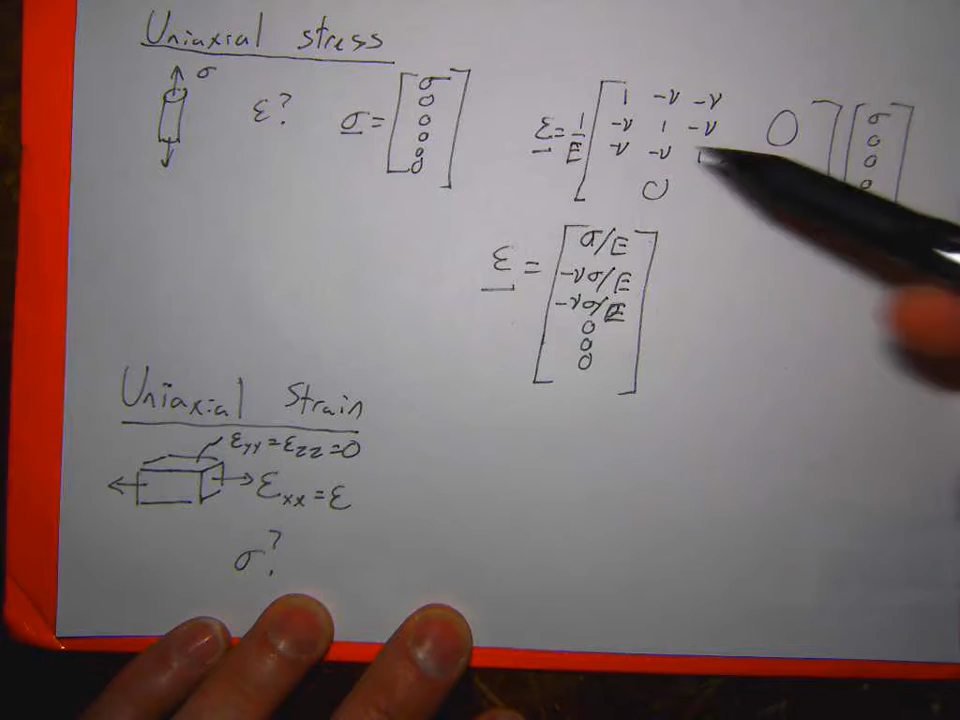 Uniaxial stress
σ
ε? σ = [ σ 0 0 0 0 0 ]
ε = 1/E [ 1 -ν -ν
-ν 1 -ν 0
-ν -ν
0 ] [ σ 0 0 0
ε = [ σ/E
-νσ/E
-νσ/E
0
0
0 ]
Uniaxial Strain
εyy = εzz = 0
εxx = ε
σ?